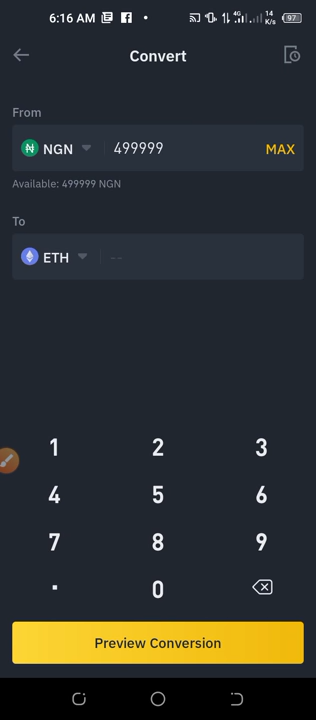 6:16 AM 4G 14 K/s 97
Convert
From
NGN 499999 MAX
Available: 499999 NGN
To
ETH --
1 2 3
4 5 6
7 8 9
. 0
Preview Conversion